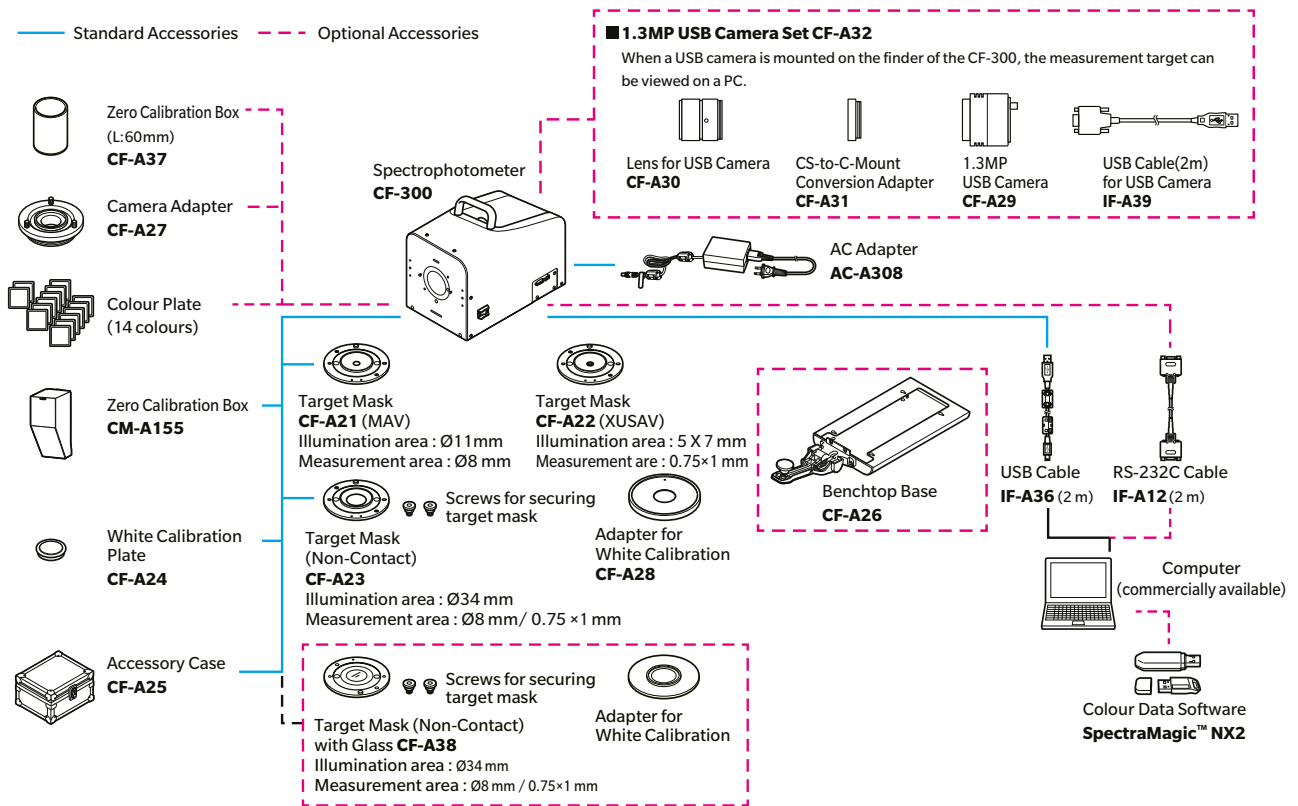 Standard Accessories
Optional Accessories
■1.3MP USB Camera Set CF-A32
When a USB camera is mounted on the finder of the CF-300, the measurement target can
be viewed on a PC.
Lens for USB Camera
CF-A30
CS-to-C-Mount
Conversion Adapter
CF-A31
1.3MP
USB Camera
CF-A29
USB Cable(2m)
for USB Camera
IF-A39
Zero Calibration Box
(L:60mm)
CF-A37
Camera Adapter
CF-A27
Colour Plate
(14 colours)
Zero Calibration Box
CM-A155
White Calibration
Plate
CF-A24
Accessory Case
CF-A25
Spectrophotometer
CF-300
AC Adapter
AC-A308
Target Mask
CF-A21 (MAV)
Illumination area : Ø11mm
Measurement area : Ø8 mm
Target Mask
CF-A22 (XUSAV)
Illumination area : 5 X 7 mm
Measurement are : 0.75×1 mm
Screws for securing
target mask
Target Mask
(Non-Contact)
CF-A23
Illumination area : Ø34 mm
Measurement area : Ø8 mm/ 0.75 ×1 mm
Adapter for
White Calibration
CF-A28
Benchtop Base
CF-A26
USB Cable
IF-A36 (2 m)
RS-232C Cable
IF-A12 (2 m)
Computer
(commercially available)
Colour Data Software
SpectraMagic™ NX2
Screws for securing
target mask
Target Mask (Non-Contact)
with Glass CF-A38
Illumination area : Ø34 mm
Measurement area : Ø8 mm / 0.75×1 mm
Adapter for
White Calibration